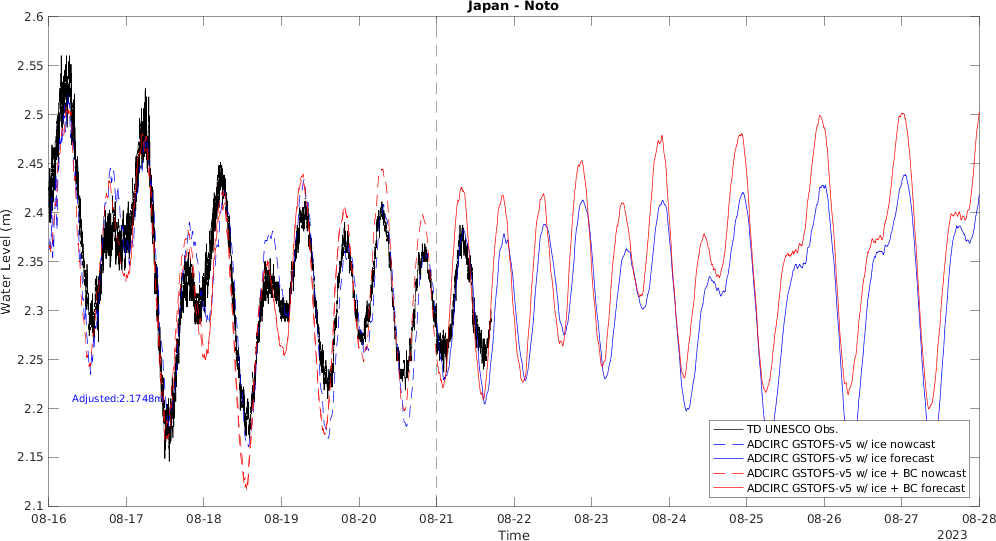 Japan - Noto
2.6
2.55
2.5
2.45
2.4
2.35
2.3
2.25
2.2
2.15
2.1
Water Level (m)
Adjusted:2.1748m
TD UNESCO Obs.
ADCIRC GSTOFS-v5 w/ ice nowcast
ADCIRC GSTOFS-v5 w/ ice forecast
ADCIRC GSTOFS-v5 w/ ice + BC nowcast
ADCIRC GSTOFS-v5 w/ ice + BC forecast
08-16 08-17 08-18 08-19 08-20 08-21 08-22 08-23 08-24 08-25 08-26 08-27 08-28
Time
2023